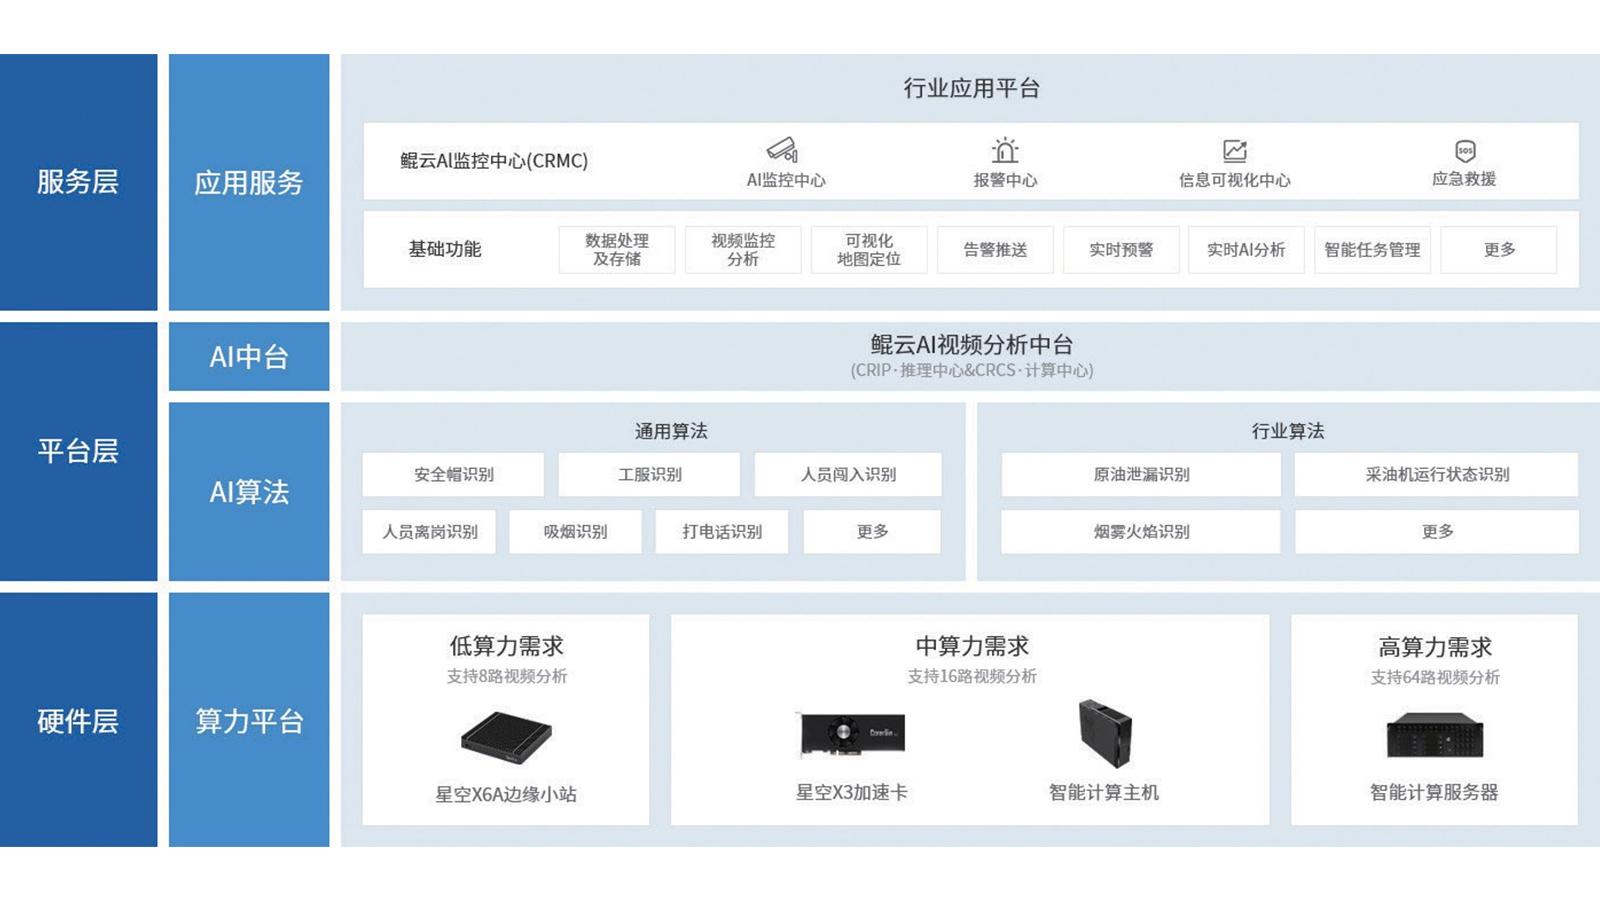 行业应用平台
服务层
应用服务
鲲云AI监控中心(CRMC)
AI监控中心
报警中心
信息可视化中心
SOS
应急救援
基础功能
数据处理
及存储
视频监控
分析
可视化
地图定位
告警推送
实时预警
实时AI分析
智能任务管理
更多
平台层
AI中台
鲲云AI视频分析中台
(CRIP·推理中心&CRCS·计算中心)
AI算法
通用算法
安全帽识别
工服识别
人员闯入识别
人员离岗识别
吸烟识别
打电话识别
更多
行业算法
原油泄漏识别
采油机运行状态识别
烟雾火焰识别
更多
硬件层
算力平台
低算力需求
支持8路视频分析
星空X6A边缘小站
中算力需求
支持16路视频分析
星空X3加速卡
智能计算主机
高算力需求
支持64路视频分析
智能计算服务器